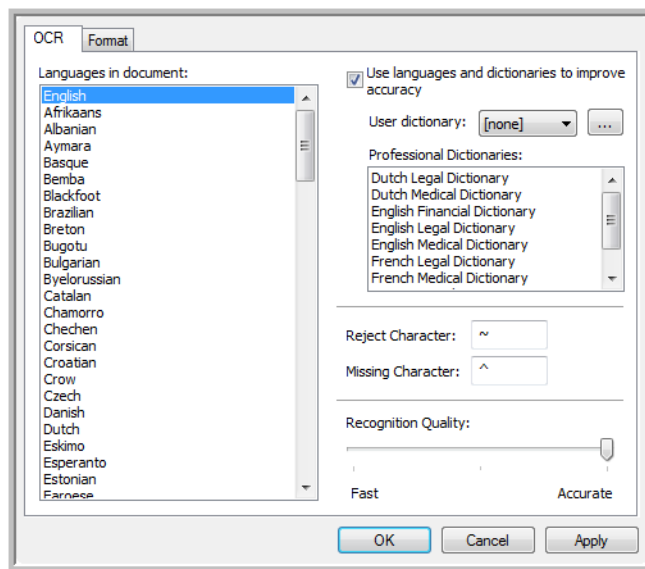 OCR
Format
Languages in document:
English
Afrikaans
Albanian
Aymara
Basque
Bemba
Blackfoot
Brazilian
Breton
Bugotu
Bulgarian
Byelorussian
Catalan
Chamorro
Chechen
Corsican
Croatian
Crow
Czech
Danish
Dutch
Eskimo
Esperanto
Estonian
Faroese
Use languages and dictionaries to improve
accuracy
User dictionary: [none] ...
Professional Dictionaries:
Dutch Legal Dictionary
Dutch Medical Dictionary
English Financial Dictionary
English Legal Dictionary
English Medical Dictionary
French Legal Dictionary
French Medical Dictionary
Reject Character: ~
Missing Character: ^
Recognition Quality:
Fast Accurate
OK Cancel Apply